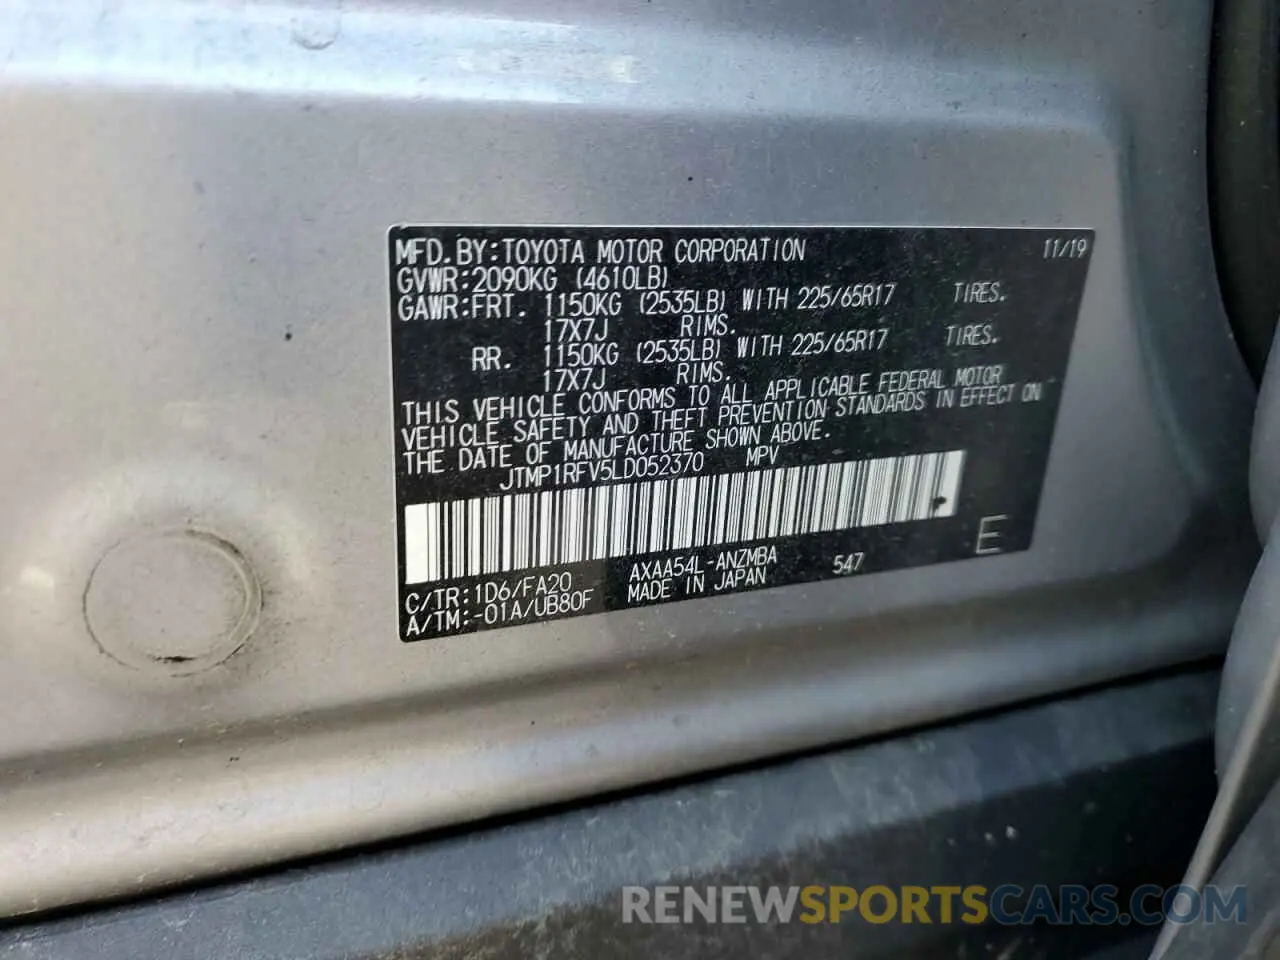 MFD.BY:TOYOTA MOTOR CORPORATION 11/19
GVWR:2090KG (4610LB)
GAWR:FRT. 1150KG (2535LB) WITH 225/65R17 TIRES.
17X7J RIMS.
RR. 1150KG (2535LB) WITH 225/65R17 TIRES.
17X7J RIMS.
THIS VEHICLE CONFORMS TO ALL APPLICABLE FEDERAL MOTOR
VEHICLE SAFETY AND THEFT PREVENTION STANDARDS IN EFFECT ON
THE DATE OF MANUFACTURE SHOWN ABOVE.
JTMP1RFV5LD052370 MPV
C/TR:1D6/FA20 AXAA54L-ANZMBA 547 E
A/TM:-01A/UB80F MADE IN JAPAN
RENEWSPORTSCARS.COM